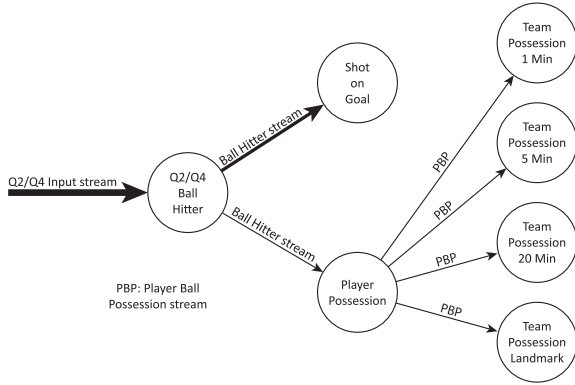 Team
Possession
1 Min
Shot
on
Goal
Ball Hitter stream
PBP
Team
Possession
5 Min
Q2/Q4 Input stream
Q2/Q4
Ball
Hitter
PBP
Ball Hitter stream
Team
Possession
20 Min
PBP
Player
Possession
PBP: Player Ball
Possession stream
PBP
Team
Possession
Landmark